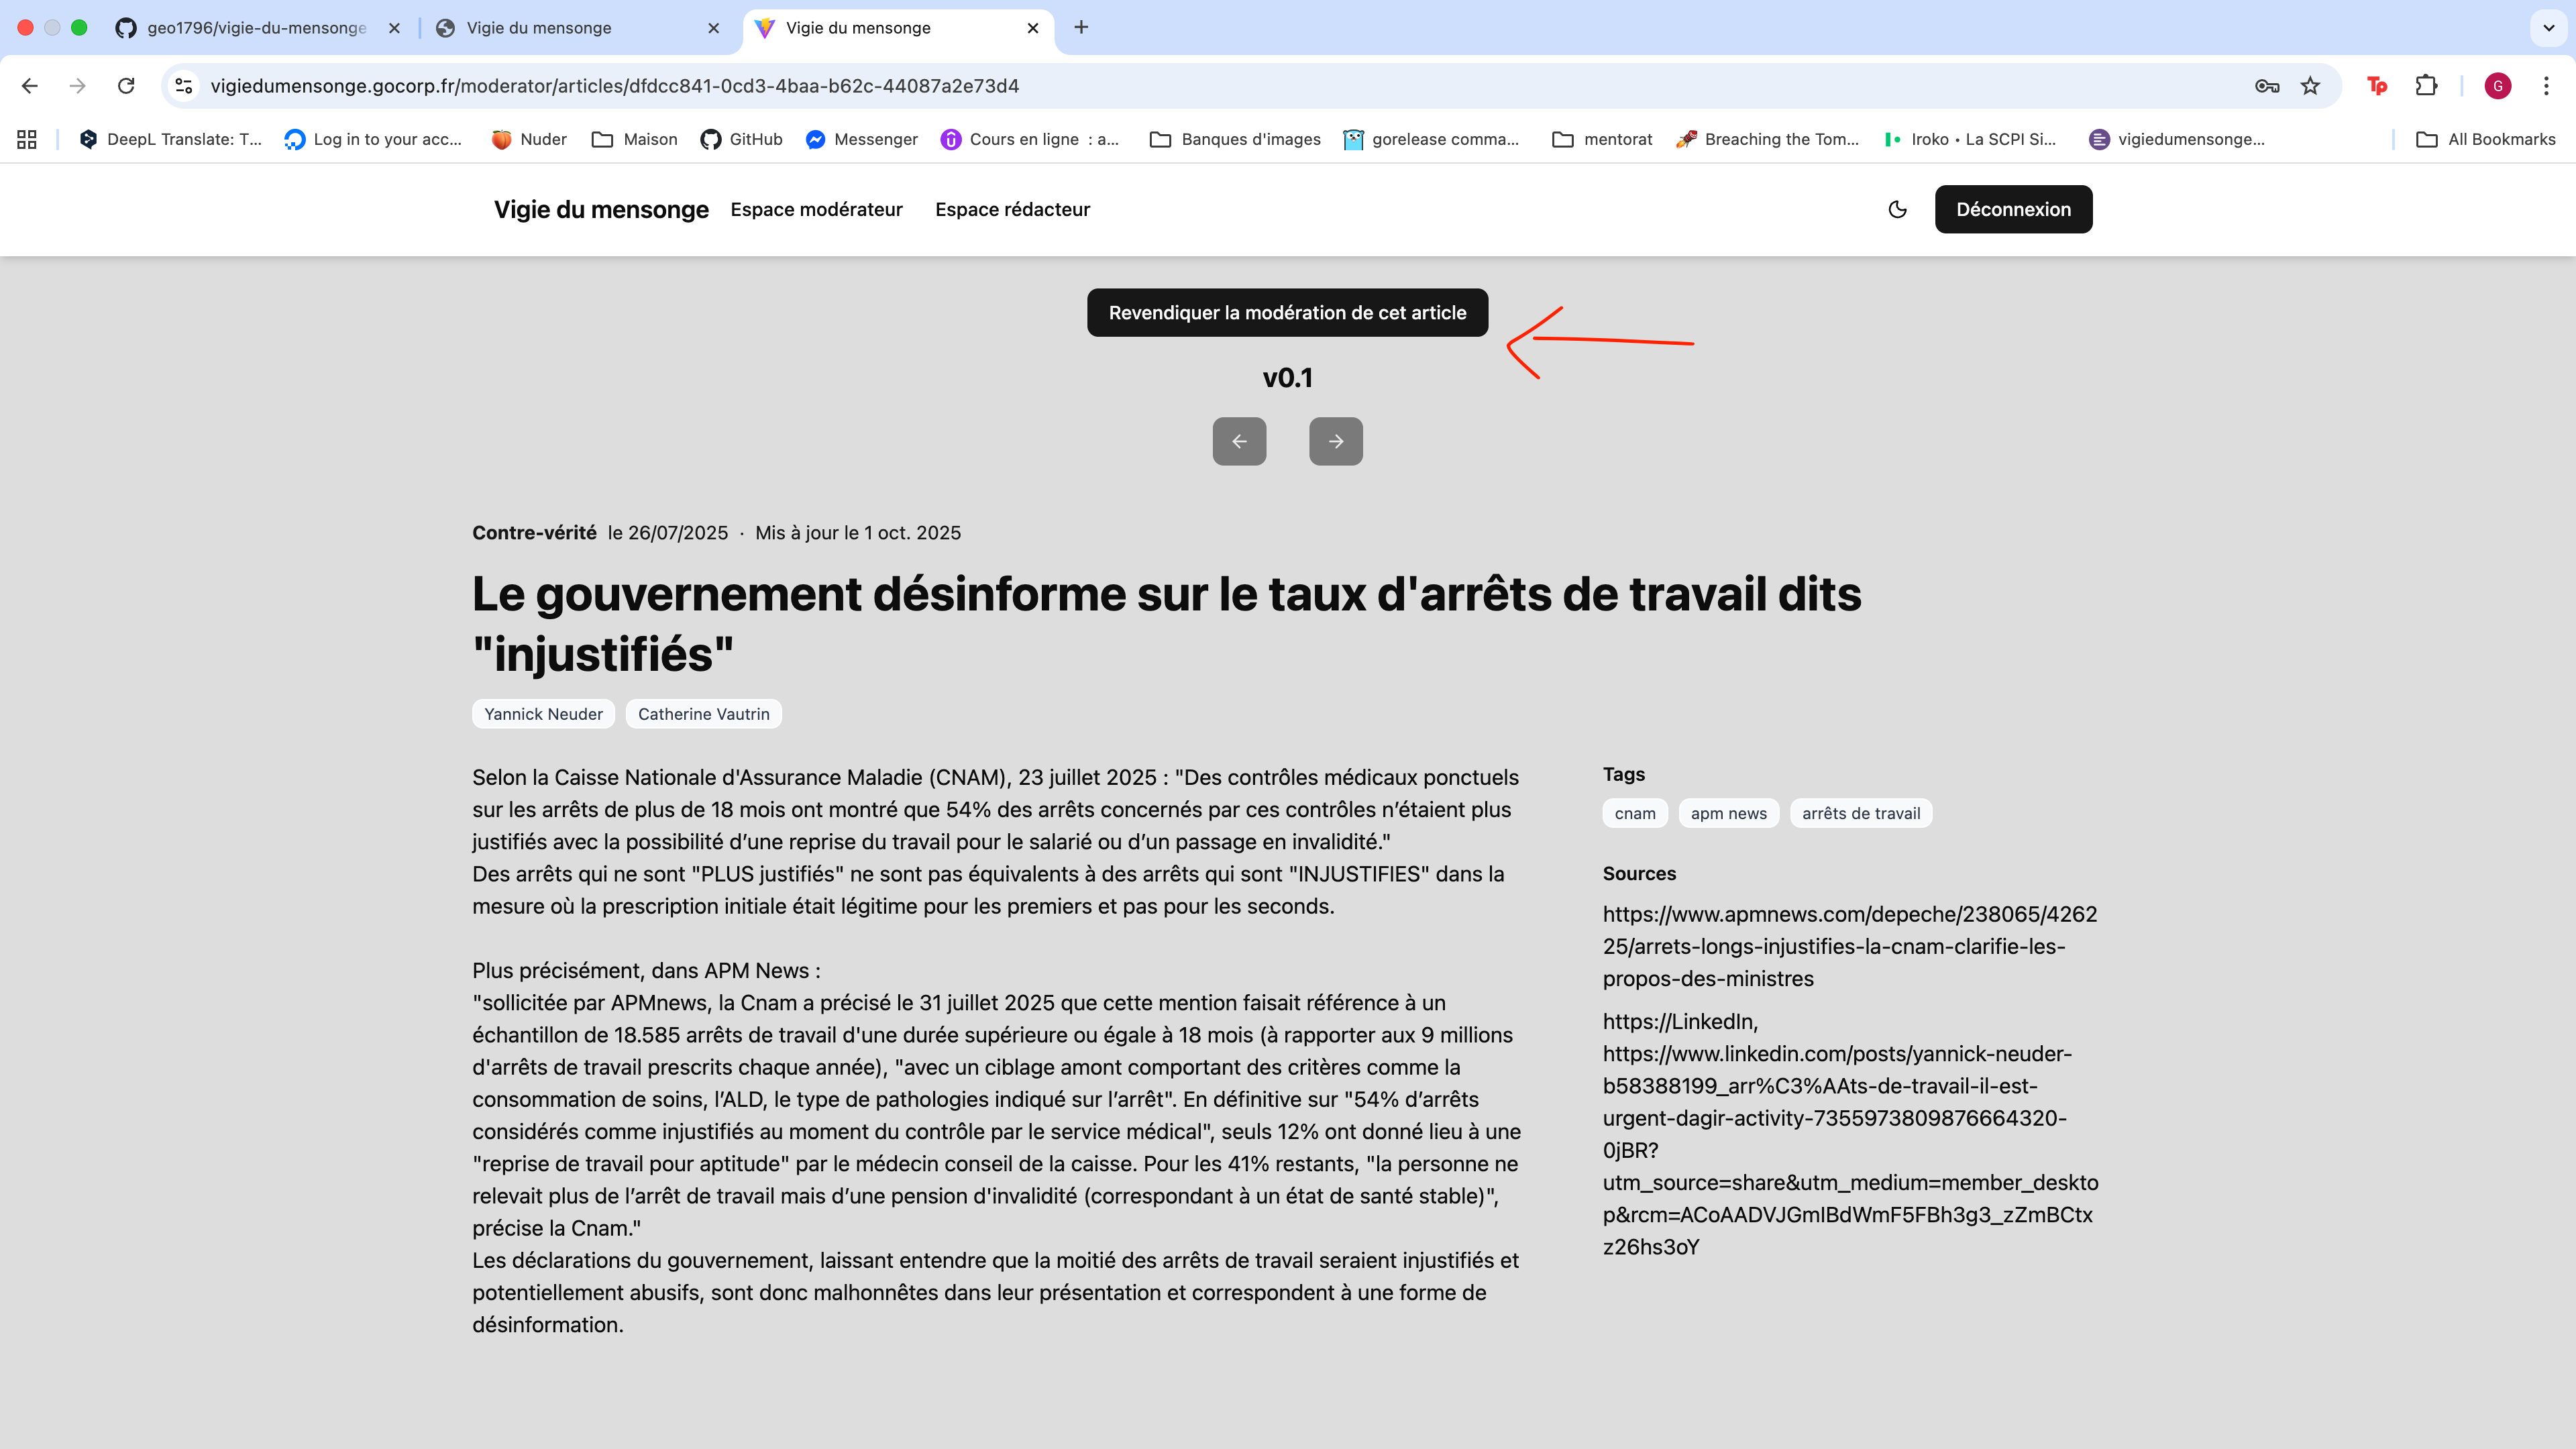 geo1796/vigie-du-mensonge
Vigie du mensonge
Vigie du mensonge
vigiedumensonge.gocorp.fr/moderator/articles/dfdcc841-0cd3-4baa-b62c-44087a2e73d4
Tp
G
DeepL Translate: T...
Log in to your acc...
Nuder
Maison
GitHub
Messenger
Cours en ligne : a...
Banques d'images
gorelease comma...
mentorat
Breaching the Tom...
Iroko • La SCPI Si...
vigiedumensonge...
All Bookmarks
Vigie du mensonge
Espace modérateur
Espace rédacteur
Déconnexion
Revendiquer la modération de cet article
v0.1
Contre-vérité le 26/07/2025 · Mis à jour le 1 oct. 2025
Le gouvernement désinforme sur le taux d'arrêts de travail dits
"injustifiés"
Yannick Neuder
Catherine Vautrin
Selon la Caisse Nationale d'Assurance Maladie (CNAM), 23 juillet 2025 : "Des contrôles médicaux ponctuels
sur les arrêts de plus de 18 mois ont montré que 54% des arrêts concernés par ces contrôles n’étaient plus
justifiés avec la possibilité d’une reprise du travail pour le salarié ou d’un passage en invalidité."
Des arrêts qui ne sont "PLUS justifiés" ne sont pas équivalents à des arrêts qui sont "INJUSTIFIES" dans la
mesure où la prescription initiale était légitime pour les premiers et pas pour les seconds.
Plus précisément, dans APM News :
"sollicitée par APMnews, la Cnam a précisé le 31 juillet 2025 que cette mention faisait référence à un
échantillon de 18.585 arrêts de travail d'une durée supérieure ou égale à 18 mois (à rapporter aux 9 millions
d'arrêts de travail prescrits chaque année), "avec un ciblage amont comportant des critères comme la
consommation de soins, l’ALD, le type de pathologies indiqué sur l’arrêt". En définitive sur "54% d’arrêts
considérés comme injustifiés au moment du contrôle par le service médical", seuls 12% ont donné lieu à une
"reprise de travail pour aptitude" par le médecin conseil de la caisse. Pour les 41% restants, "la personne ne
relevait plus de l’arrêt de travail mais d’une pension d'invalidité (correspondant à un état de santé stable)",
précise la Cnam."
Les déclarations du gouvernement, laissant entendre que la moitié des arrêts de travail seraient injustifiés et
potentiellement abusifs, sont donc malhonnêtes dans leur présentation et correspondent à une forme de
désinformation.
Tags
cnam
apm news
arrêts de travail
Sources
https://www.apmnews.com/depeche/238065/4262
25/arrets-longs-injustifies-la-cnam-clarifie-les-
propos-des-ministres
https://LinkedIn,
https://www.linkedin.com/posts/yannick-neuder-
b58388199_arr%C3%AAts-de-travail-il-est-
urgent-dagir-activity-7355973809876664320-
0jBR?
utm_source=share&utm_medium=member_deskto
p&rcm=ACoAADVJGmIBdWmF5FBh3g3_zZmBCtx
z26hs3oY